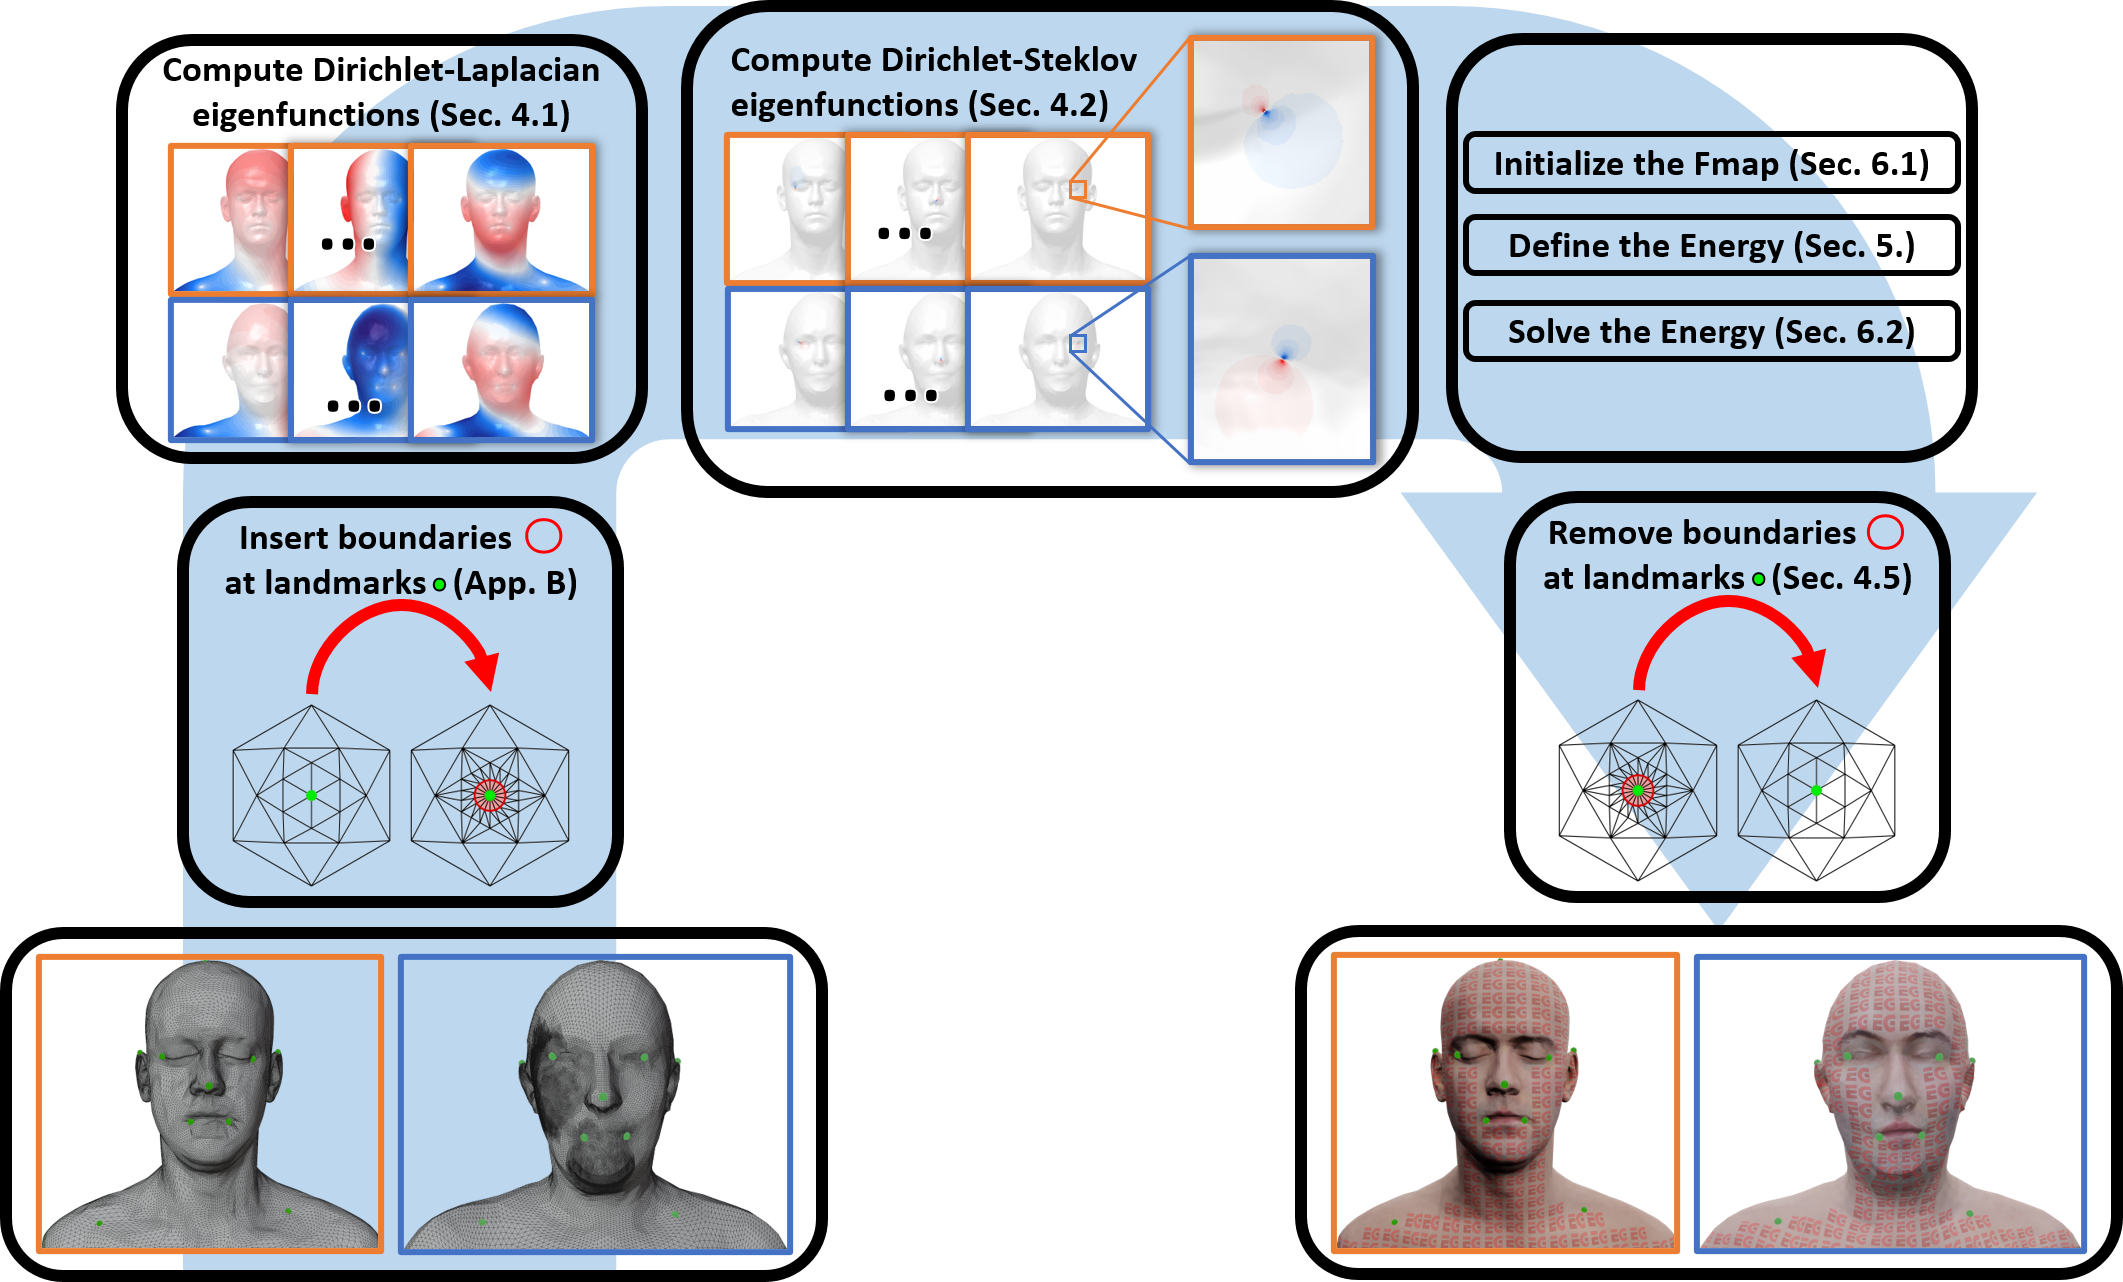 Compute Dirichlet-Laplacian
eigenfunctions (Sec. 4.1)
Compute Dirichlet-Steklov
eigenfunctions (Sec. 4.2)
Initialize the Fmap (Sec. 6.1)
Define the Energy (Sec. 5.)
Solve the Energy (Sec. 6.2)
Insert boundaries
at landmarks (App. B)
Remove boundaries
at landmarks (Sec. 4.5)